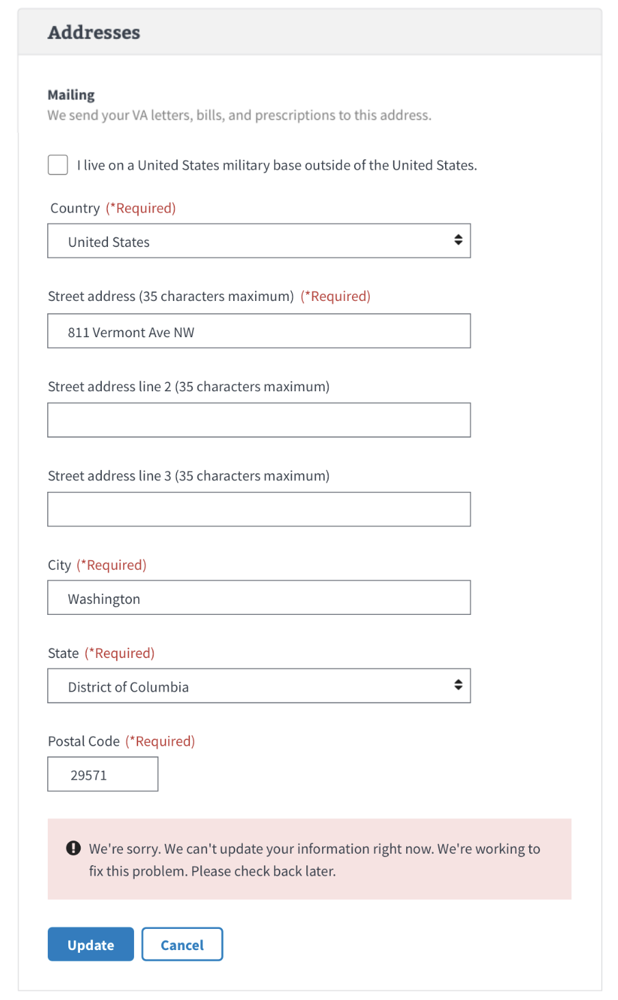 Addresses
Mailing
We send your VA letters, bills, and prescriptions to this address.
I live on a United States military base outside of the United States.
Country (*Required)
United States
Street address (35 characters maximum) (*Required)
811 Vermont Ave NW
Street address line 2 (35 characters maximum)
Street address line 3 (35 characters maximum)
City (*Required)
Washington
State (*Required)
District of Columbia
Postal Code (*Required)
29571
We're sorry. We can't update your information right now. We're working to
fix this problem. Please check back later.
Update Cancel